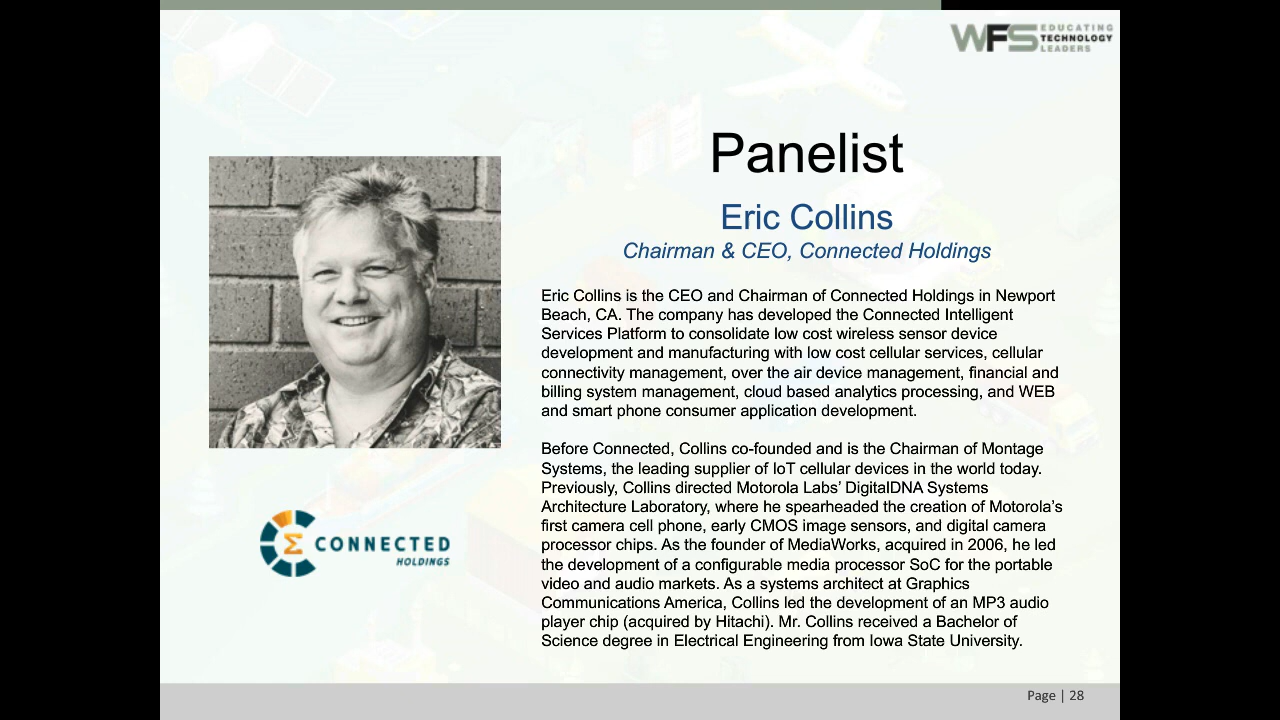 WFS EDUCATING
TECHNOLOGY
LEADERS
Panelist
Eric Collins
Chairman & CEO, Connected Holdings
Eric Collins is the CEO and Chairman of Connected Holdings in Newport
Beach, CA. The company has developed the Connected Intelligent
Services Platform to consolidate low cost wireless sensor device
development and manufacturing with low cost cellular services, cellular
connectivity management, over the air device management, financial and
billing system management, cloud based analytics processing, and WEB
and smart phone consumer application development.
Before Connected, Collins co-founded and is the Chairman of Montage
Systems, the leading supplier of IoT cellular devices in the world today.
Previously, Collins directed Motorola Labs’ DigitalDNA Systems
Architecture Laboratory, where he spearheaded the creation of Motorola’s
first camera cell phone, early CMOS image sensors, and digital camera
processor chips. As the founder of MediaWorks, acquired in 2006, he led
the development of a configurable media processor SoC for the portable
video and audio markets. As a systems architect at Graphics
Communications America, Collins led the development of an MP3 audio
player chip (acquired by Hitachi). Mr. Collins received a Bachelor of
Science degree in Electrical Engineering from Iowa State University.
Σ CONNECTED
HOLDINGS
Page | 28